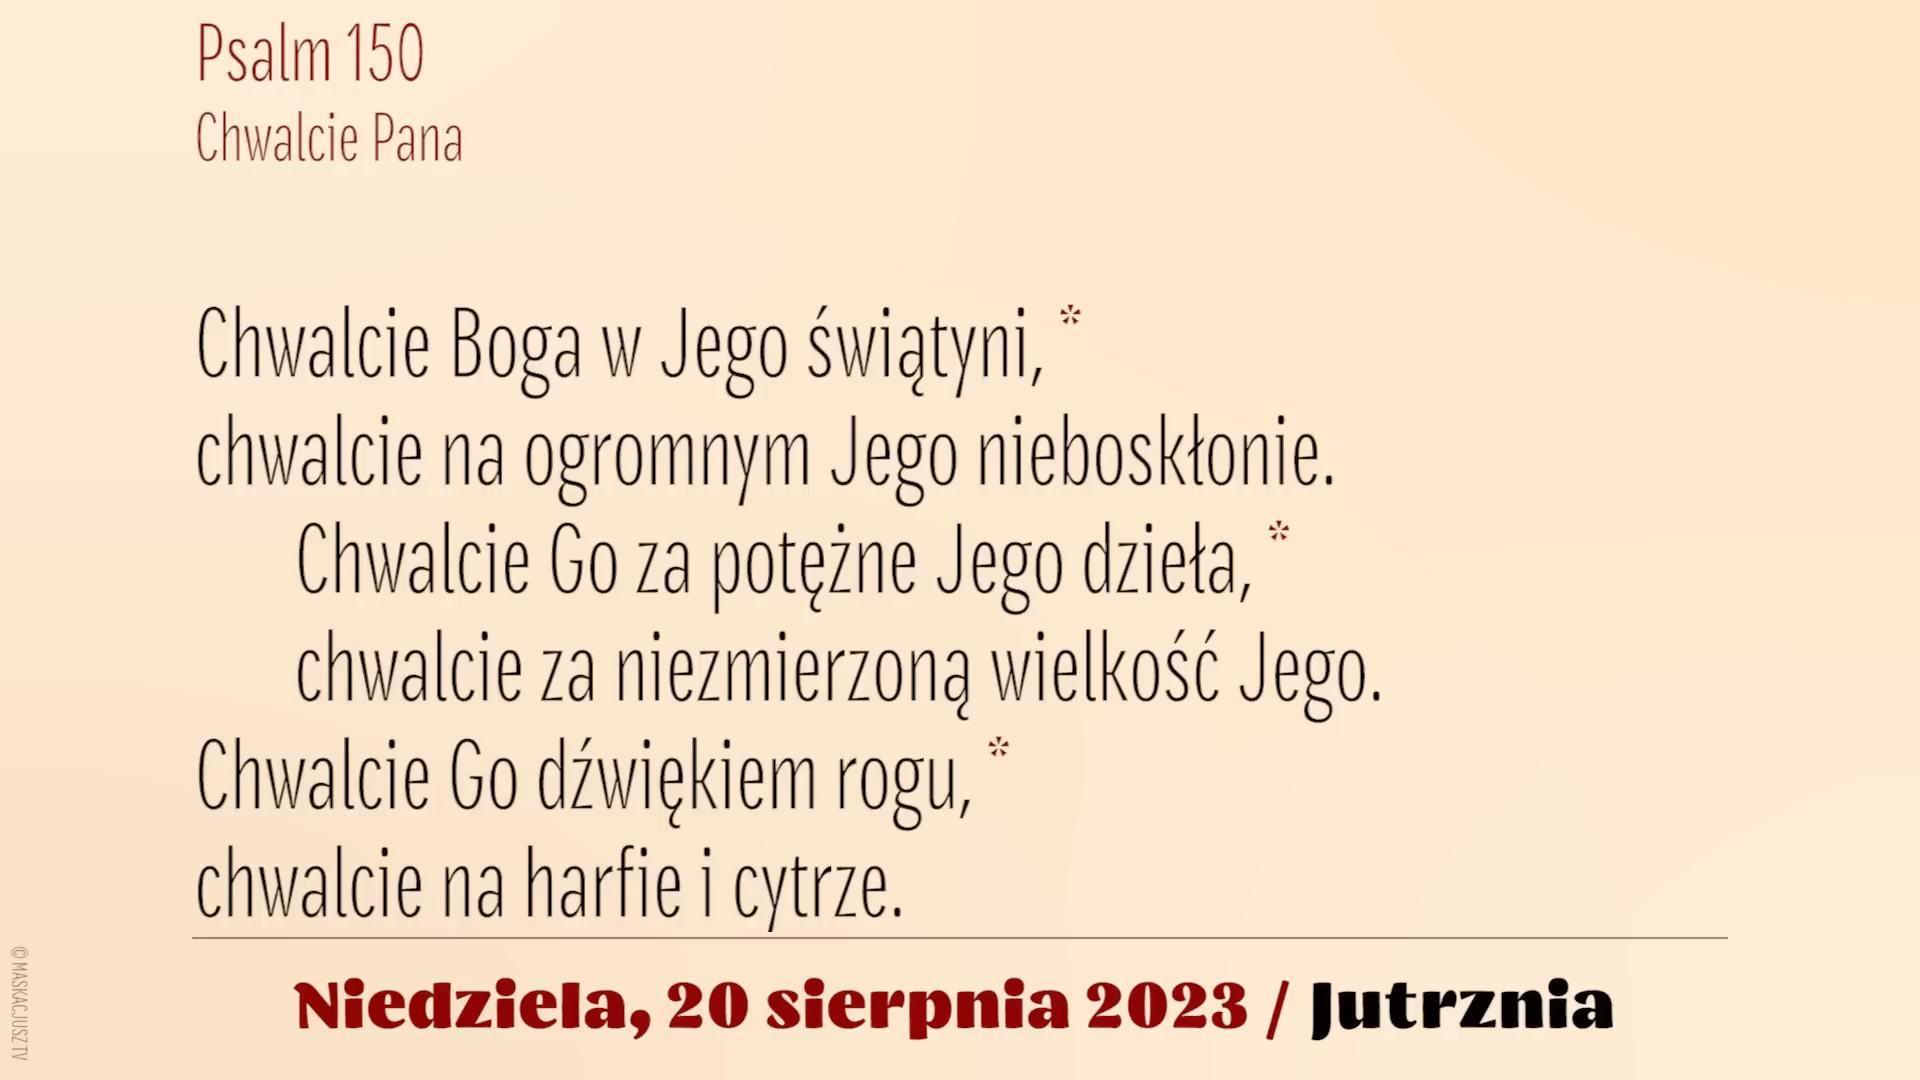 Psalm 150
Chwalcie Pana
Chwalcie Boga w Jego świątyni, *
chwalcie na ogromnym Jego nieboskłonie.
Chwalcie Go za potężne Jego dzieła, *
chwalcie za niezmierzoną wielkość Jego.
Chwalcie Go dźwiękiem rogu, *
chwalcie na harfie i cytrze.
Niedziela, 20 sierpnia 2023 / Jutrznia
© MASKACJUSZ TV